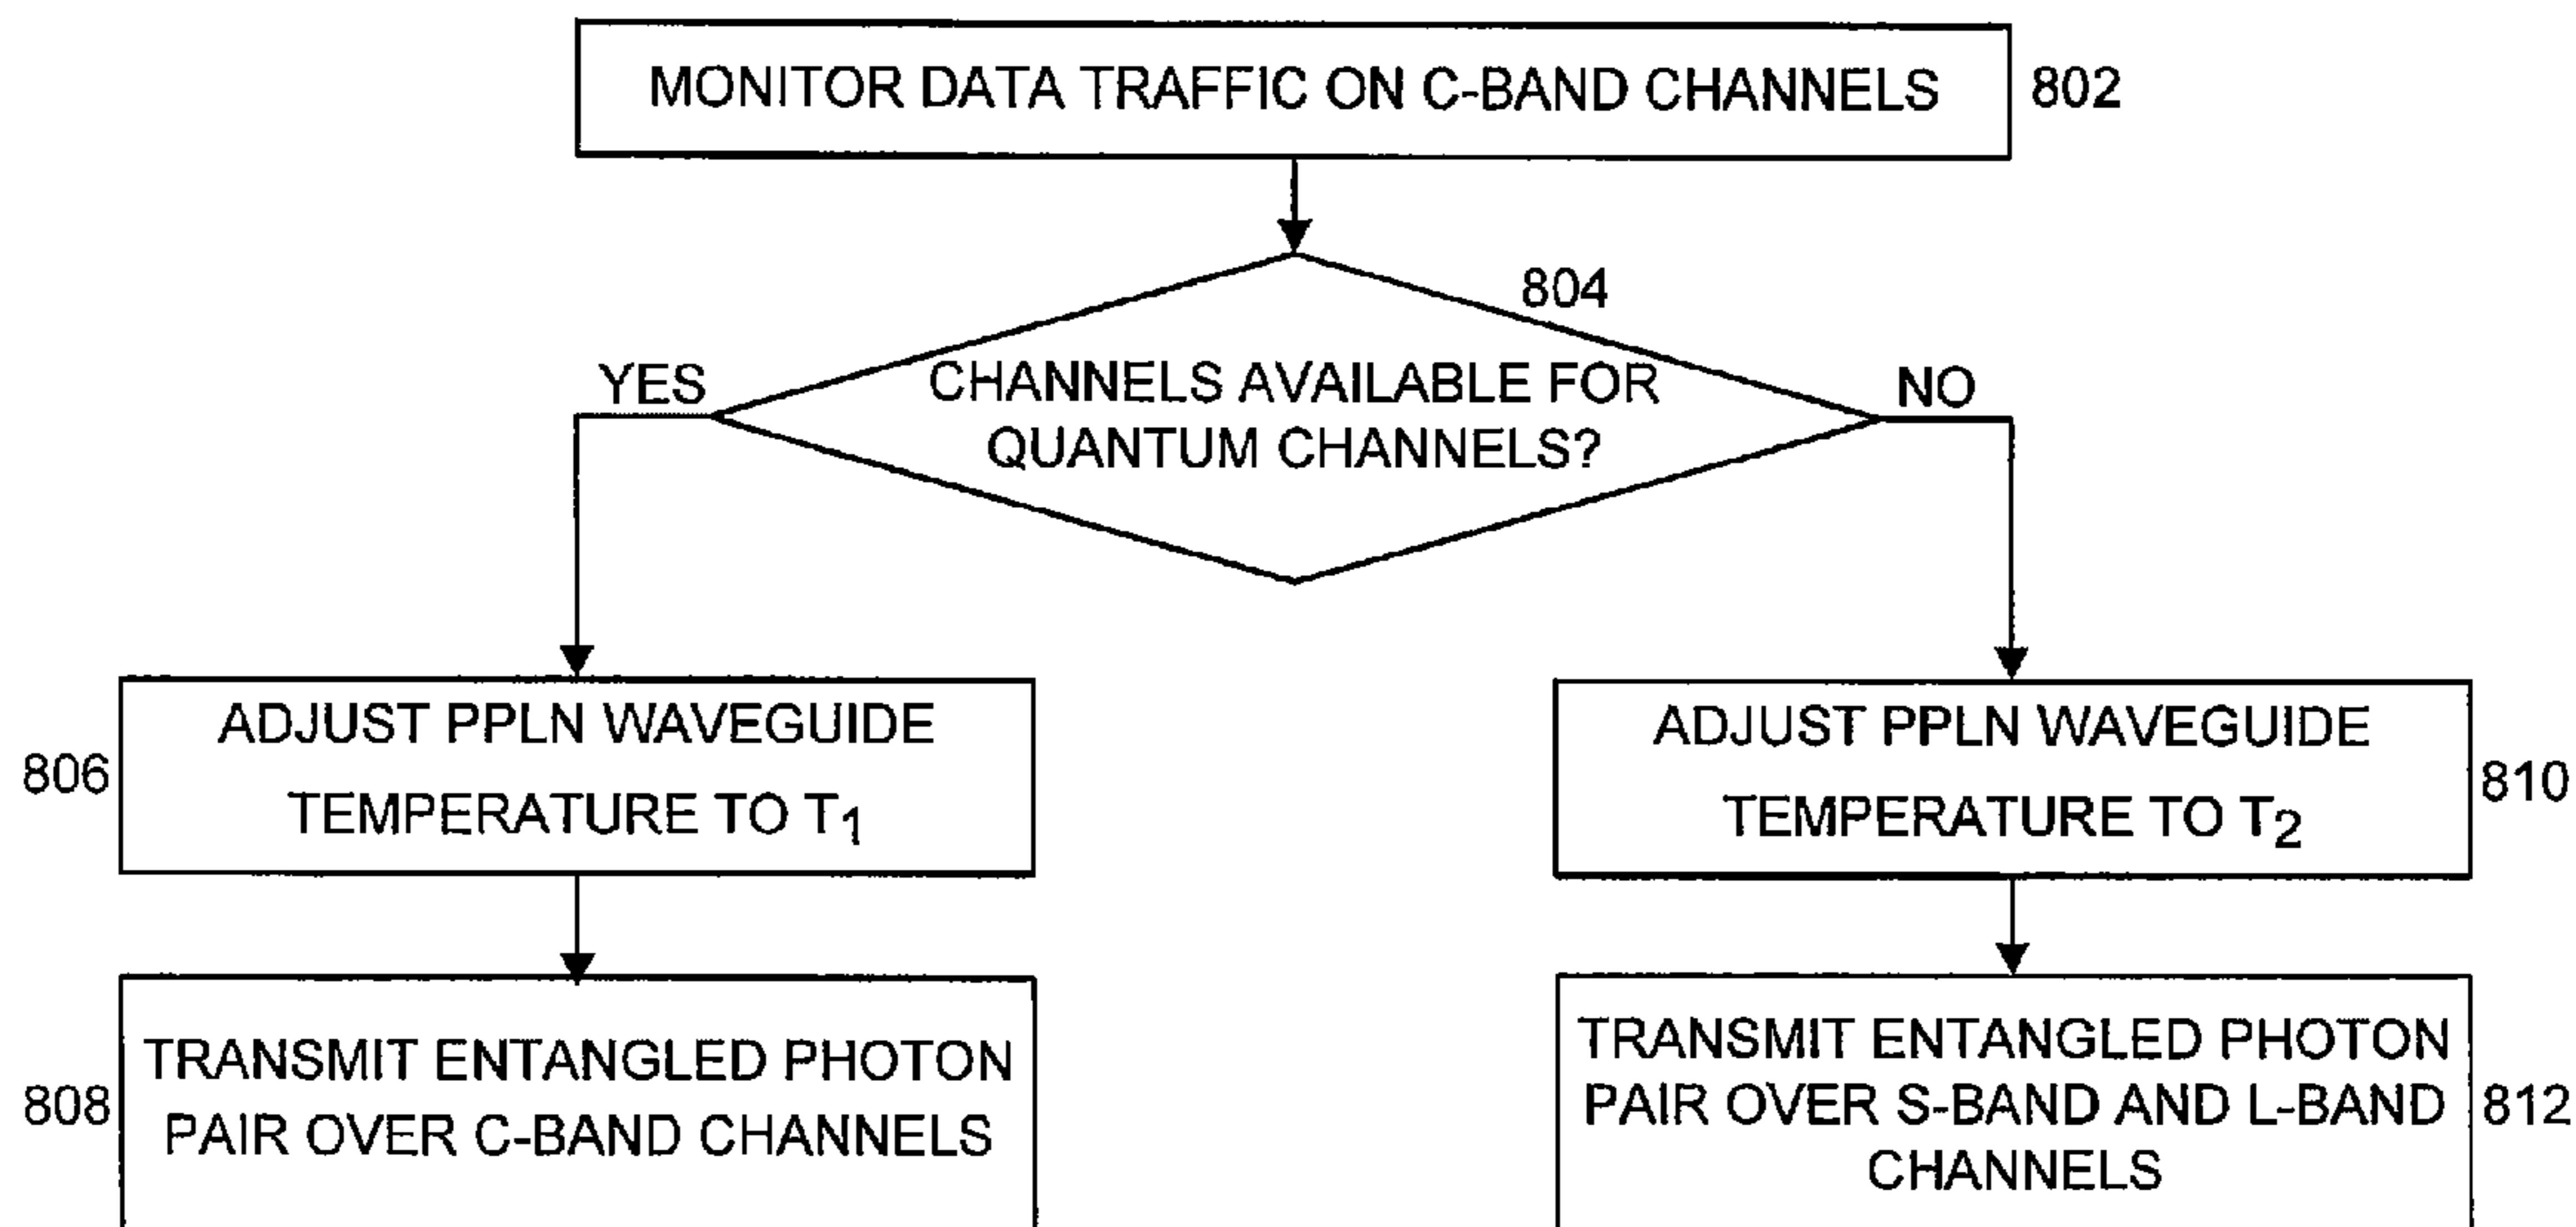 MONITOR DATA TRAFFIC ON C-BAND CHANNELS
802
804
CHANNELS AVAILABLE FOR
QUANTUM CHANNELS?
YES
NO
806
ADJUST PPLN WAVEGUIDE
TEMPERATURE TO T₁
ADJUST PPLN WAVEGUIDE
TEMPERATURE TO T₂
810
808
TRANSMIT ENTANGLED PHOTON
PAIR OVER C-BAND CHANNELS
TRANSMIT ENTANGLED PHOTON
PAIR OVER S-BAND AND L-BAND
CHANNELS
812